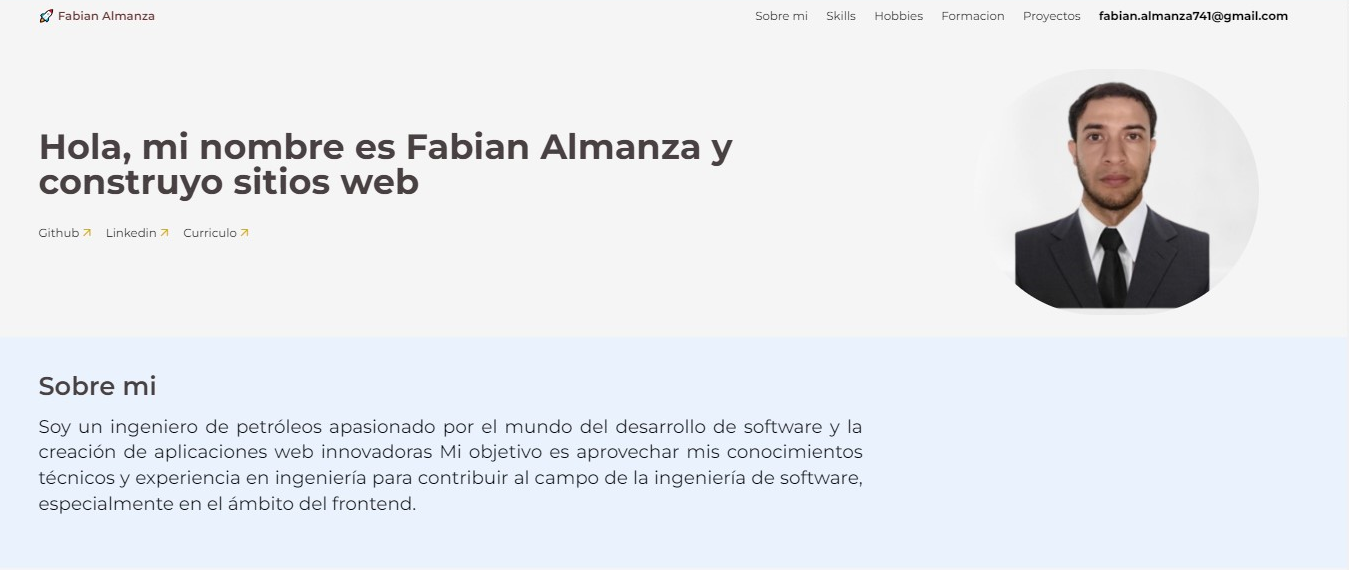 Fabian Almanza
Sobre mi Skills Hobbies Formacion Proyectos fabian.almanza741@gmail.com
Hola, mi nombre es Fabian Almanza y
construyo sitios web
Github Linkedin Curriculo
Sobre mi
Soy un ingeniero de petróleos apasionado por el mundo del desarrollo de software y la
creación de aplicaciones web innovadoras Mi objetivo es aprovechar mis conocimientos
técnicos y experiencia en ingeniería para contribuir al campo de la ingeniería de software,
especialmente en el ámbito del frontend.